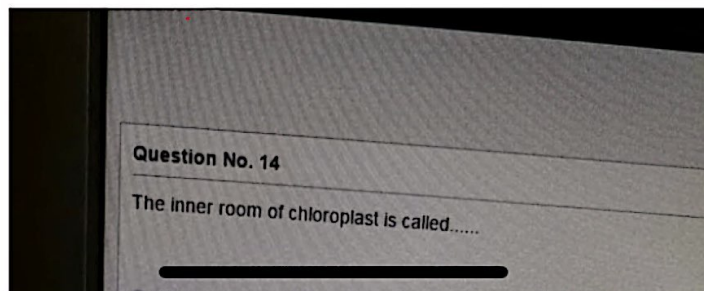 Question No. 14
The inner room of chloroplast is called......